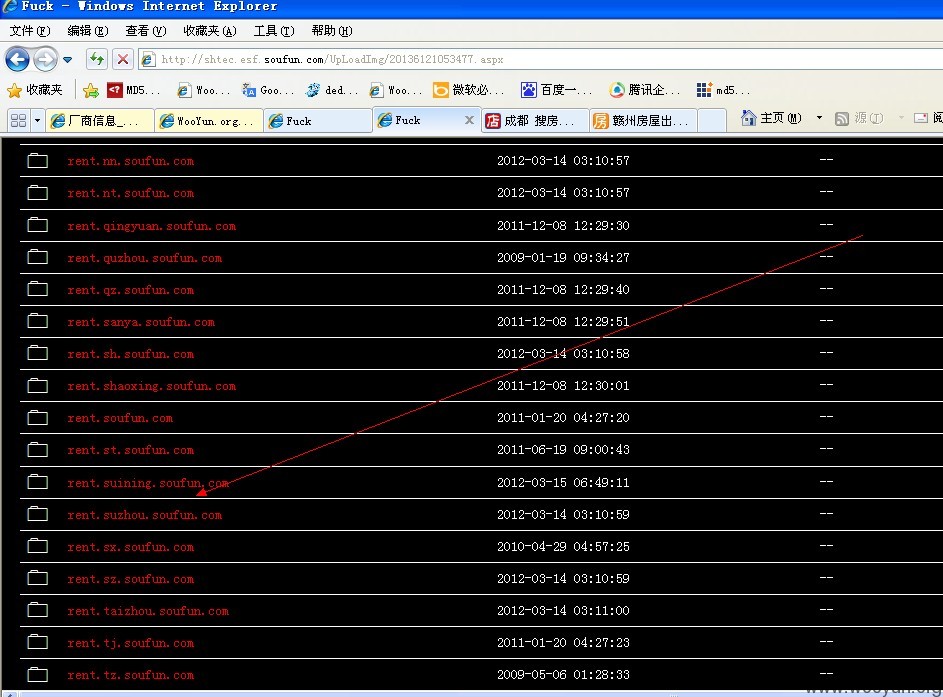 Fuck - Windows Internet Explorer
文件(F) 编辑(E) 查看(V) 收藏夹(A) 工具(T) 帮助(H)
http://shtec.esf.soufun.com/UpLoadImg/20136121053477.aspx
收藏夹 MD5... Woo... Goo... ded... Woo... 微软必... 百度一... 腾讯企... md5...
厂商信息_... WooYun.org... Fuck Fuck 成都 搜房... 赣州房屋出... 主页(M) 源(J) 阅
rent.nn.soufun.com 2012-03-14 03:10:57 --
rent.nt.soufun.com 2012-03-14 03:10:57 --
rent.qingyuan.soufun.com 2011-12-08 12:29:30 --
rent.quzhou.soufun.com 2009-01-19 09:34:27 --
rent.qz.soufun.com 2011-12-08 12:29:40 --
rent.sanya.soufun.com 2011-12-08 12:29:51 --
rent.sh.soufun.com 2012-03-14 03:10:58 --
rent.shaoxing.soufun.com 2011-12-08 12:30:01 --
rent.soufun.com 2011-01-20 04:27:20 --
rent.st.soufun.com 2011-06-19 09:00:43 --
rent.suining.soufun.com 2012-03-15 06:49:11 --
rent.suzhou.soufun.com 2012-03-14 03:10:59 --
rent.sx.soufun.com 2010-04-29 04:57:25 --
rent.sz.soufun.com 2012-03-14 03:10:59 --
rent.taizhou.soufun.com 2012-03-14 03:11:00 --
rent.tj.soufun.com 2011-01-20 04:27:23 --
rent.tz.soufun.com 2009-05-06 01:28:33 --
www.wooyun.org